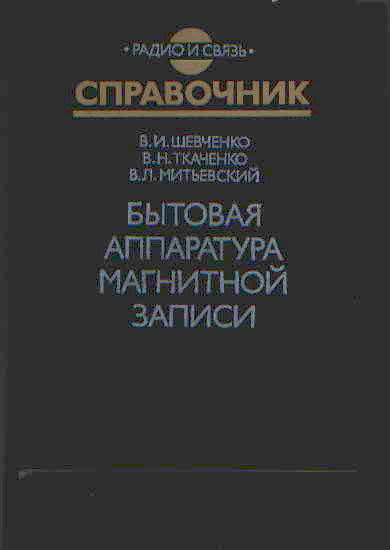 • РАДИО И СВЯЗЬ •
СПРАВОЧНИК
В.И.ШЕВЧЕНКО
В.Н.ТКАЧЕНКО
В.Л.МИТЬЕВСКИЙ
БЫТОВАЯ
АППАРАТУРА
МАГНИТНОЙ
ЗАПИСИ